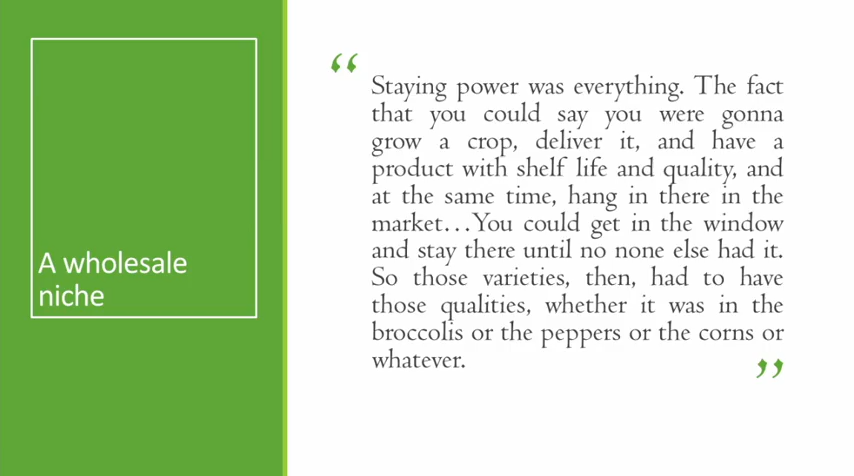 A wholesale
niche
“
Staying power was everything. The fact
that you could say you were gonna
grow a crop, deliver it, and have a
product with shelf life and quality, and
at the same time, hang in there in the
market…You could get in the window
and stay there until no none else had it.
So those varieties, then, had to have
those qualities, whether it was in the
broccolis or the peppers or the corns or
whatever.
”